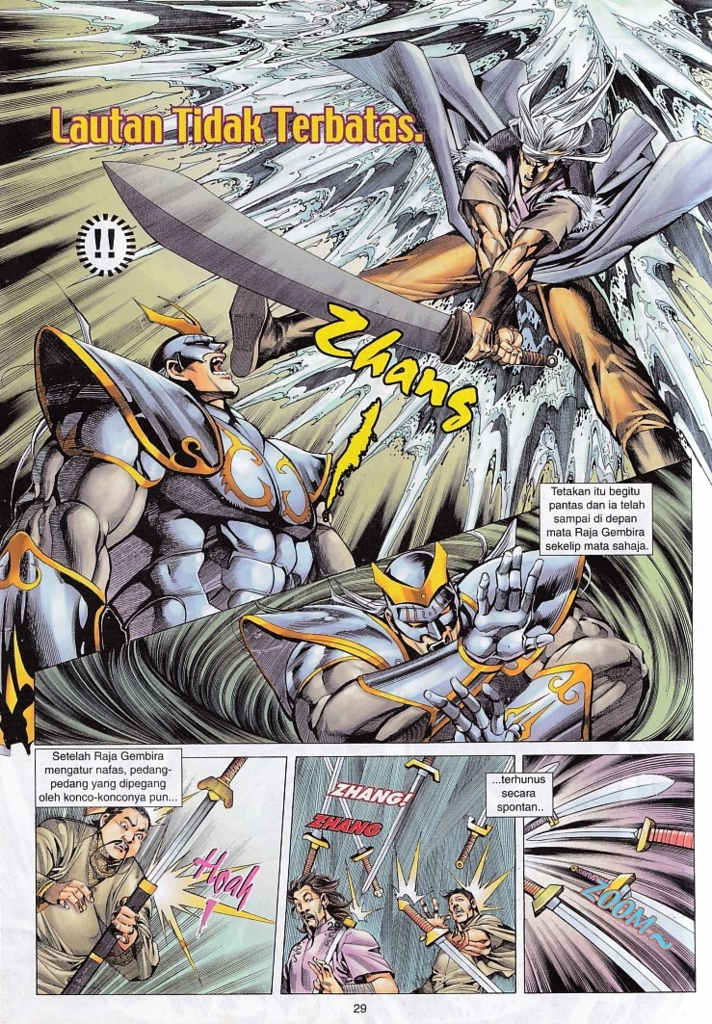 Lautan Tidak Terbatas.
!!
Zhang
!
Tetakan itu begitu
pantas dan ia telah
sampai di depan
mata Raja Gembira
sekelip mata sahaja.
Setelah Raja Gembira
mengatur nafas, pedang-
pedang yang dipegang
oleh konco-konconya pun...
Hoah
!
ZHANG!
ZHANG
...terhunus
secara
spontan..
ZOOM~
29